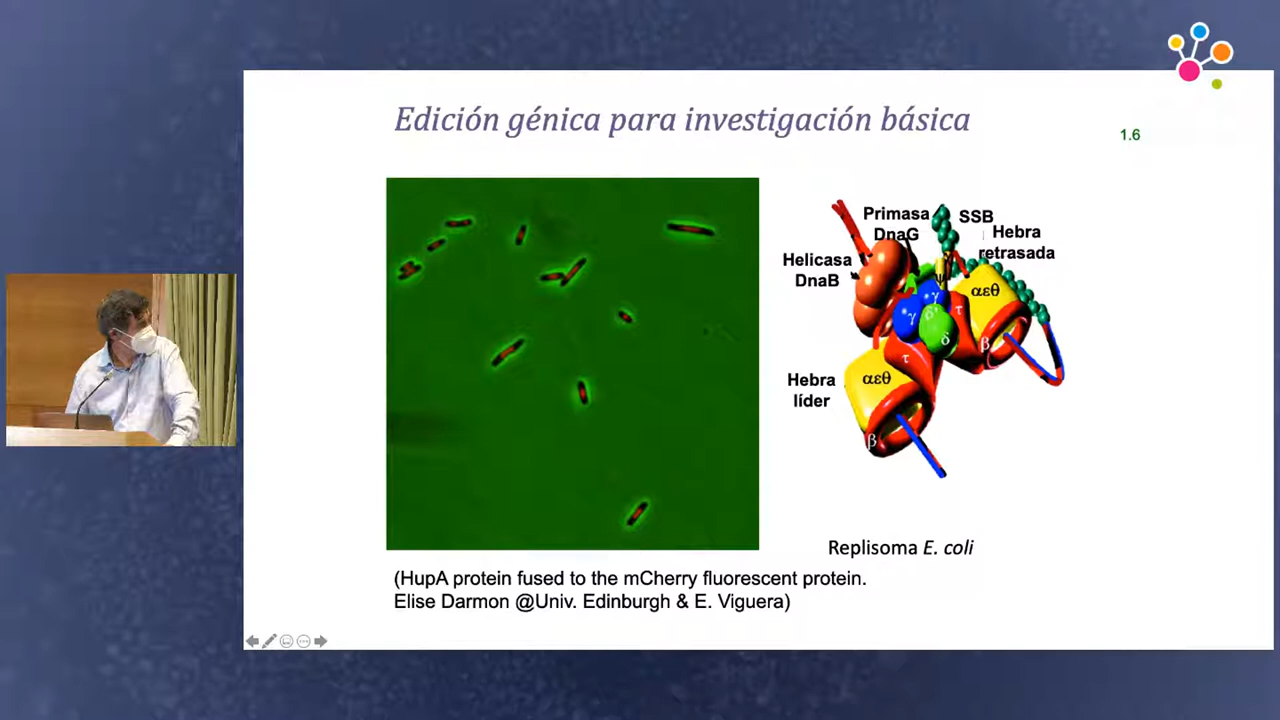 Edición génica para investigación básica
1.6
Primasa
DnaG
SSB
Hebra
retrasada
Helicasa
DnaB
αεθ
γ
γ
δ'
τ
δ
β
τ
Hebra
líder
αεθ
β
Replisoma E. coli
(HupA protein fused to the mCherry fluorescent protein.
Elise Darmon @Univ. Edinburgh & E. Viguera)